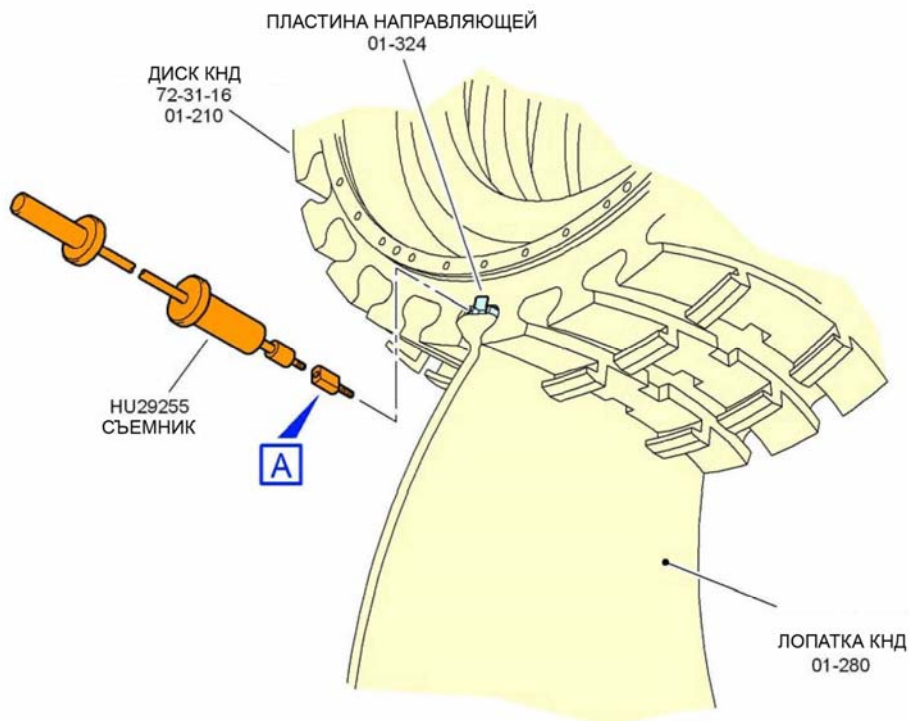 ПЛАСТИНА НАПРАВЛЯЮЩЕЙ
01-324
ДИСК КНД
72-31-16
01-210
HU29255
СЪЕМНИК
A
ЛОПАТКА КНД
01-280